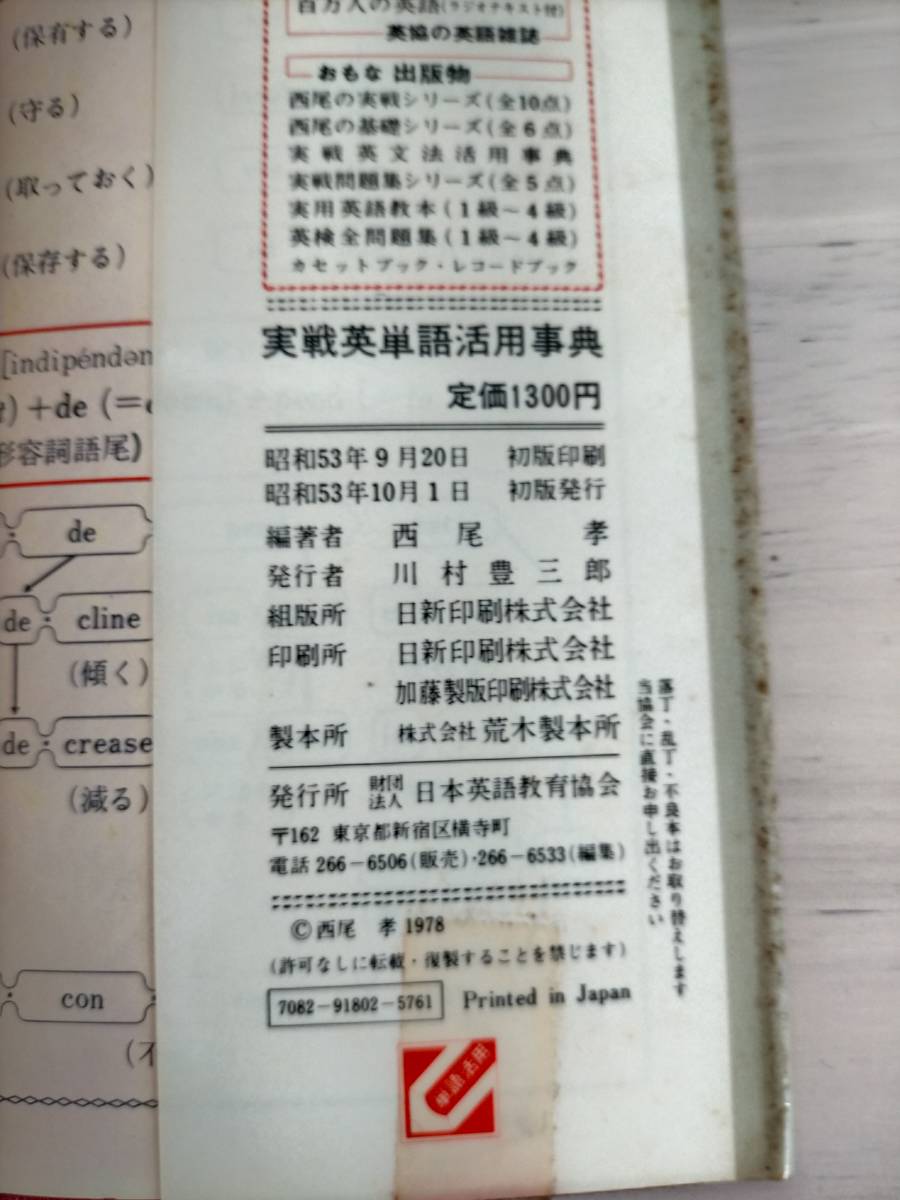 (保有する)
(守る)
(取っておく)
(保存する)
[indipéndən
) +de (=
形容詞語尾)
de
de cline
(傾く)
de crease
(減る)
con
百万人の英語(ラジオテキスト付)
英協の英語雑誌
おもな 出版物
西尾の実戦シリーズ(全10点)
西尾の基礎シリーズ(全6点)
実戦英文法活用事典
実戦問題集シリーズ(全5点)
実用英語教本(1級〜4級)
英検全問題集(1級〜4級)
カセットブック・レコードブック
実戦英単語活用事典
定価1300円
昭和53年9月20日 初版印刷
昭和53年10月1日 初版発行
編著者 西尾 孝
発行者 川村豊三郎
組版所 日新印刷株式会社
印刷所 日新印刷株式会社
加藤製版印刷株式会社
製本所 株式会社 荒木製本所
発行所 財団法人 日本英語教育協会
〒162 東京都新宿区横寺町
電話 266-6506(販売)・266-6533(編集)
©西尾 孝 1978
(許可なしに転載・復製することを禁じます)
7082-91802-5761 Printed in Japan
単語活用
落丁・乱丁・不良本はお取り替えします
当協会に直接お申し出ください